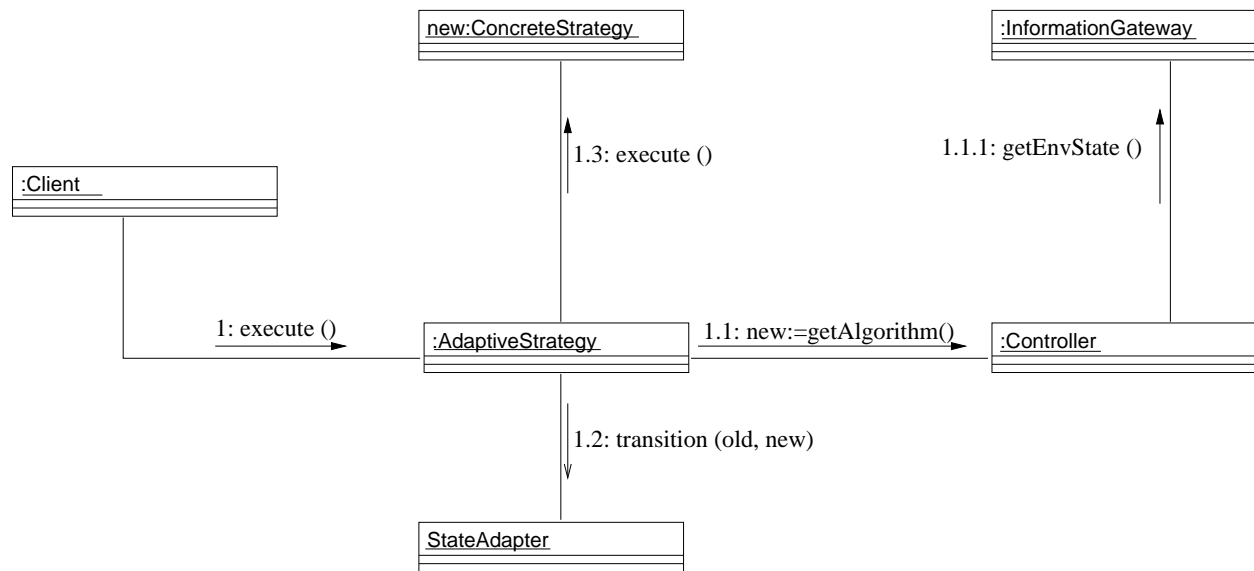 new:ConcreteStrategy
:InformationGateway
1.3: execute ()
1.1.1: getEnvState ()
:Client
1: execute ()
:AdaptiveStrategy
1.1: new:=getAlgorithm()
:Controller
1.2: transition (old, new)
StateAdapter